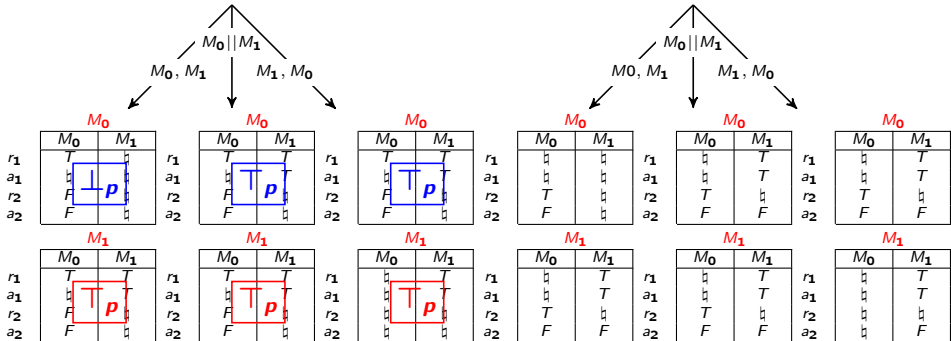 M₀||M₁ M₀||M₁
M₀, M₁ M₁, M₀ M0, M₁ M₁, M₀
M₀ M₀ M₀ M₀ M₀ M₀
M₀ M₁ M₀ M₁ M₀ M₁ M₀ M₁ M₀ M₁ M₀ M₁
r₁ T ♮ r₁ T T r₁ T T r₁ ♮ ♮ r₁ ♮ T r₁ ♮ T
a₁ ♮ ♮ a₁ ♮ T a₁ ♮ T a₁ ♮ ♮ a₁ ♮ T a₁ ♮ T
⊥p ⊤p ⊤p
r₂ F ♮ r₂ F ♮ r₂ F ♮ r₂ T ♮ r₂ T ♮ r₂ T ♮
a₂ F ♮ a₂ F ♮ a₂ F ♮ a₂ F ♮ a₂ F F a₂ F F
M₁ M₁ M₁ M₁ M₁ M₁
M₀ M₁ M₀ M₁ M₀ M₁ M₀ M₁ M₀ M₁ M₀ M₁
r₁ T T r₁ T T r₁ ♮ T r₁ ♮ T r₁ ♮ T r₁ ♮ T
a₁ ♮ T a₁ ♮ T a₁ ♮ T a₁ ♮ T a₁ ♮ T a₁ ♮ T
⊤p ⊤p ⊤p
r₂ F ♮ r₂ F ♮ r₂ ♮ ♮ r₂ T ♮ r₂ T ♮ r₂ ♮ ♮
a₂ F ♮ a₂ F ♮ a₂ ♮ ♮ a₂ F F a₂ F F a₂ ♮ F